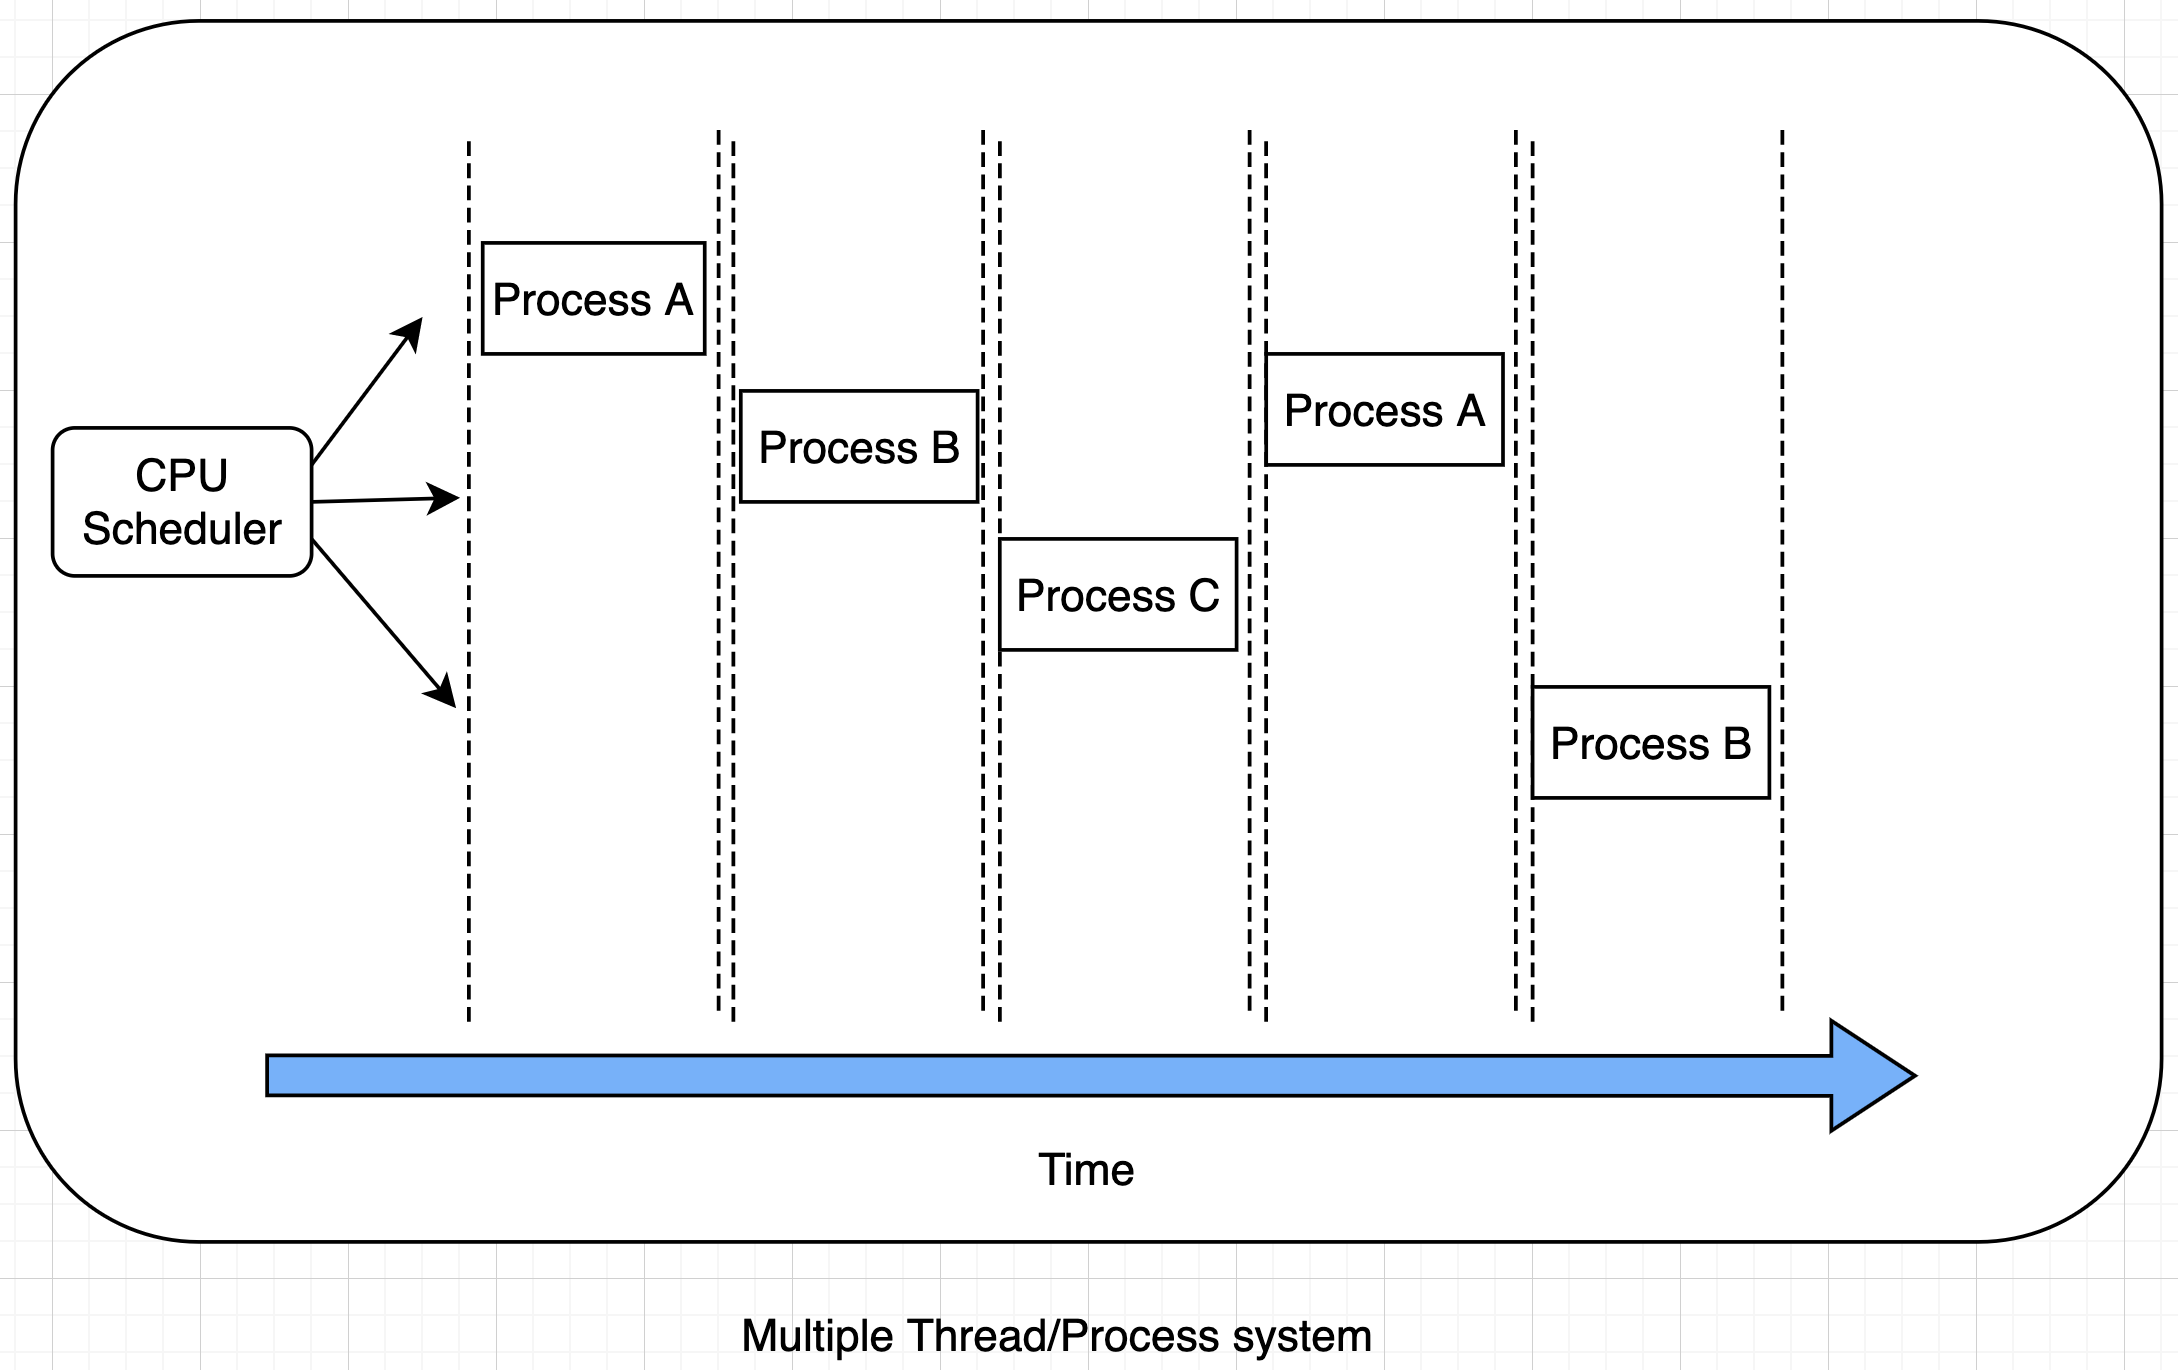 Process A
Process B
Process A
CPU
Scheduler
Process C
Process B
Time
Multiple Thread/Process system